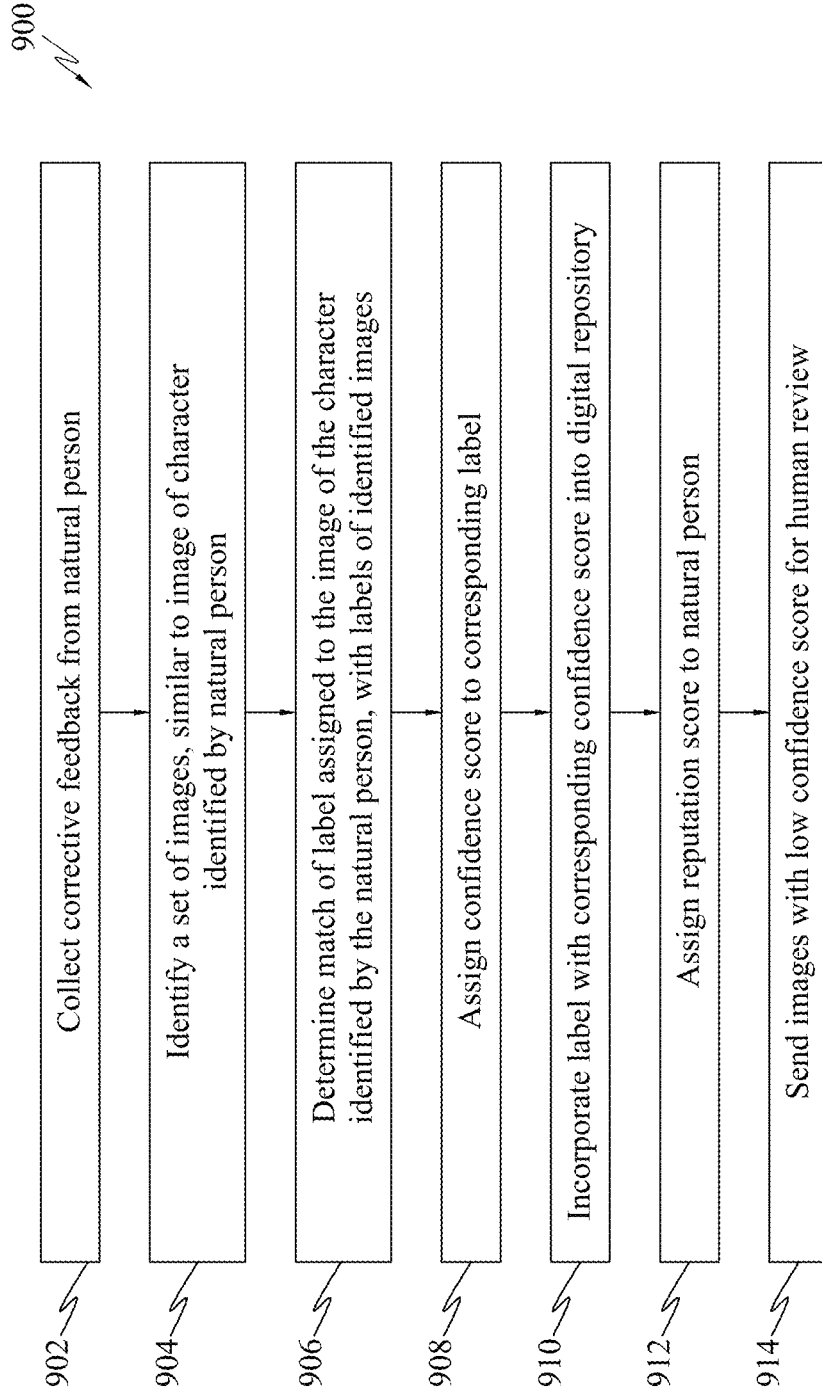 900
902
Collect corrective feedback from natural person
904
Identify a set of images, similar to image of character
identified by natural person
906
Determine match of label assigned to the image of the character
identified by the natural person, with labels of identified images
908
Assign confidence score to corresponding label
910
Incorporate label with corresponding confidence score into digital repository
912
Assign reputation score to natural person
914
Send images with low confidence score for human review